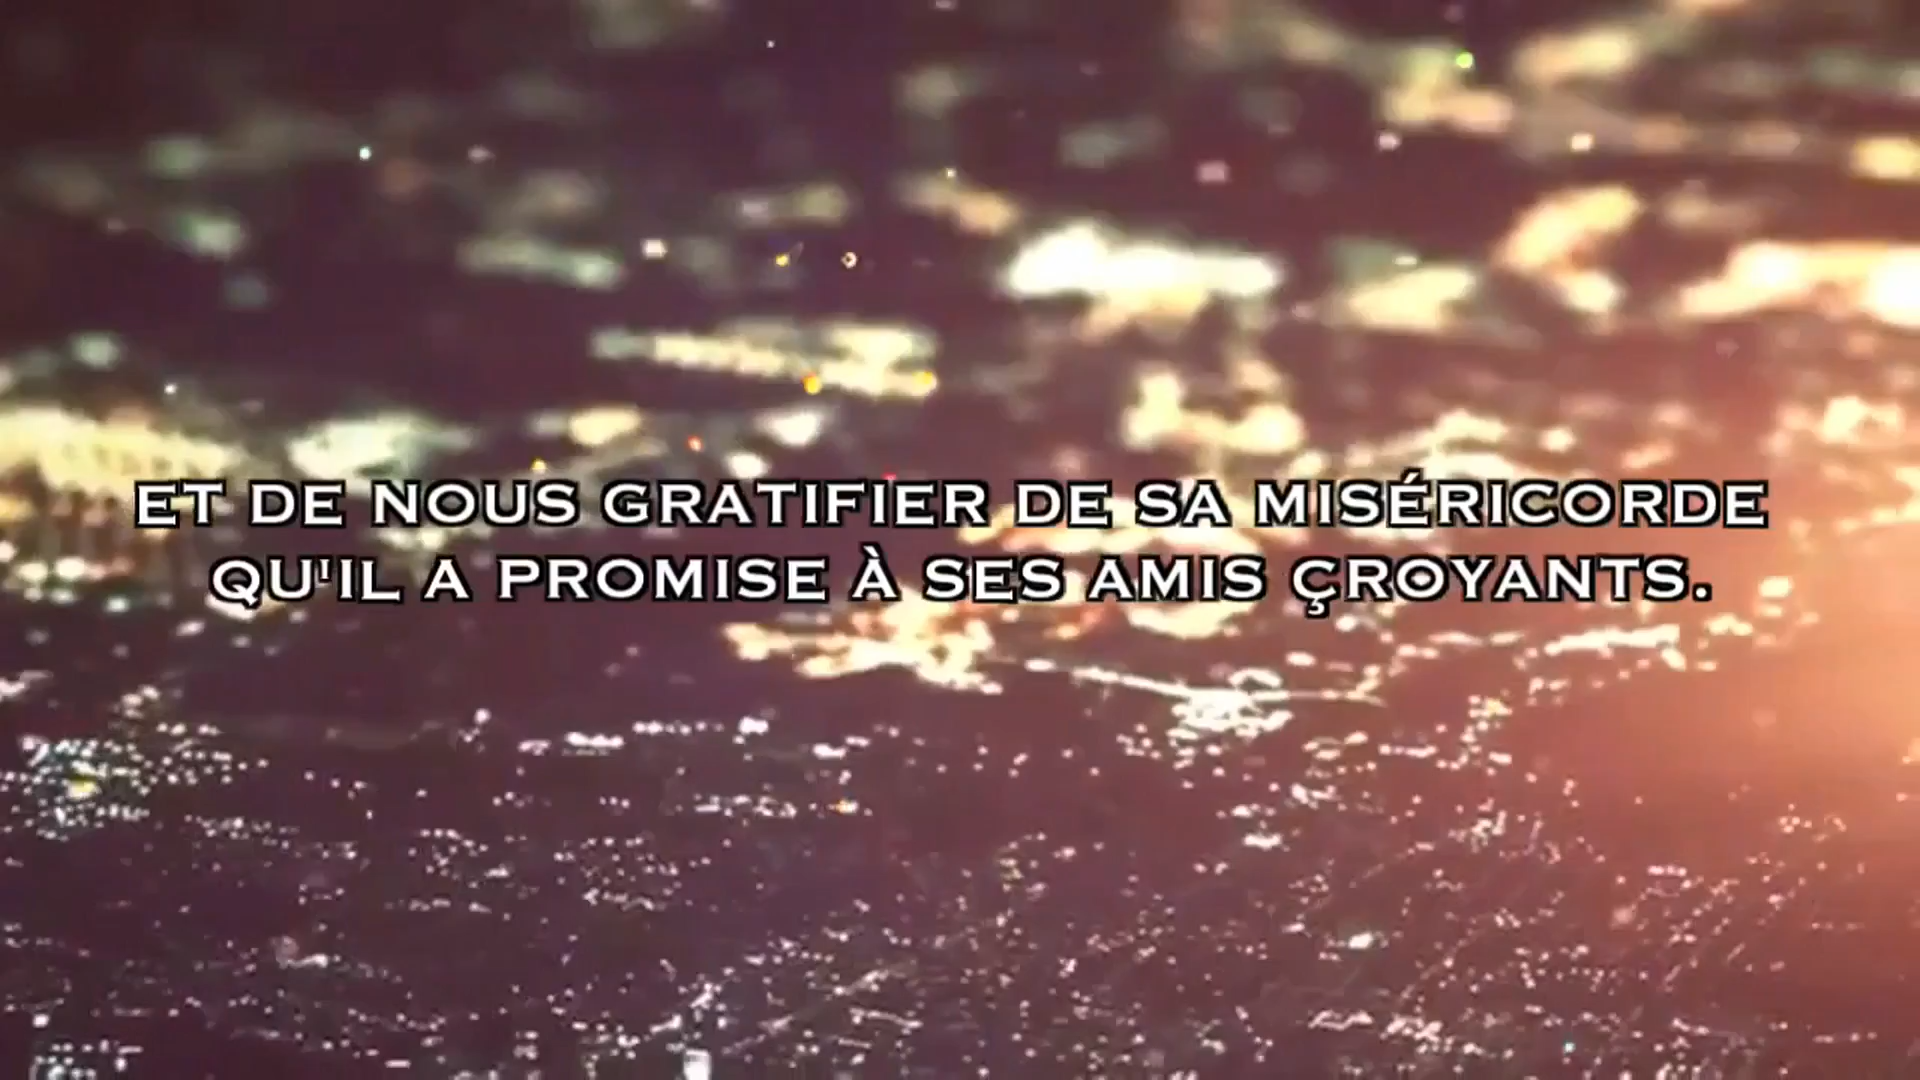 ET DE NOUS GRATIFIER DE SA MISÉRICORDE
QU'IL A PROMISE À SES AMIS ÇROYANTS.